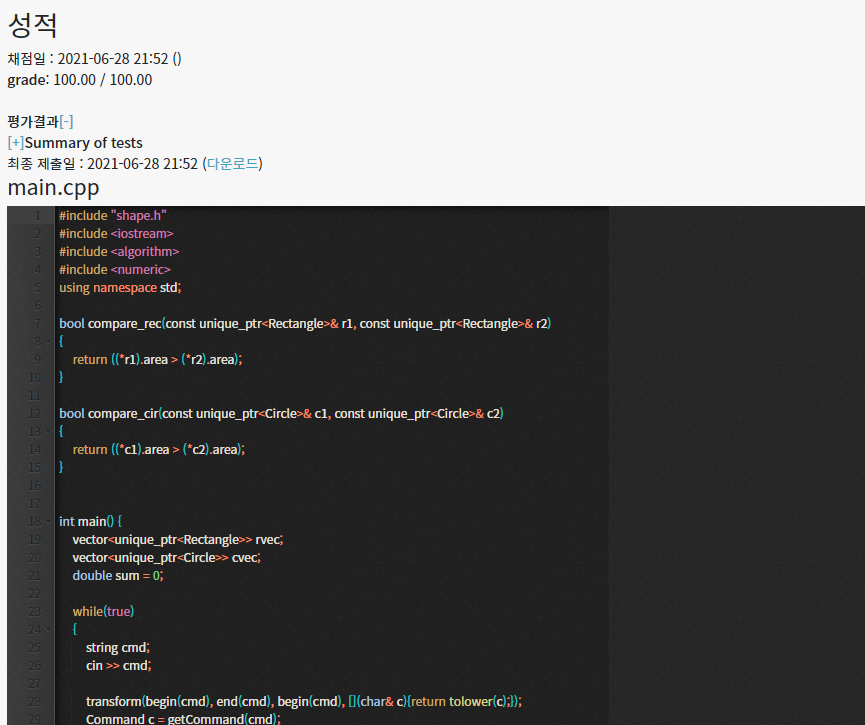 성적
채점일 : 2021-06-28 21:52 ()
grade: 100.00 / 100.00
평가결과[-]
[+]Summary of tests
최종 제출일 : 2021-06-28 21:52 (다운로드)
main.cpp
1 #include "shape.h"
2 #include <iostream>
3 #include <algorithm>
4 #include <numeric>
5 using namespace std;
6
7 bool compare_rec(const unique_ptr<Rectangle>& r1, const unique_ptr<Rectangle>& r2)
8 {
9 return ((*r1).area > (*r2).area);
10 }
11
12 bool compare_cir(const unique_ptr<Circle>& c1, const unique_ptr<Circle>& c2)
13 {
14 return ((*c1).area > (*c2).area);
15 }
16
17
18 int main() {
19 vector<unique_ptr<Rectangle>> rvec;
20 vector<unique_ptr<Circle>> cvec;
21 double sum = 0;
22
23 while(true)
24 {
25 string cmd;
26 cin >> cmd;
27
28 transform(begin(cmd), end(cmd), begin(cmd), [](char& c){return tolower(c);});
29 Command c = getCommand(cmd);